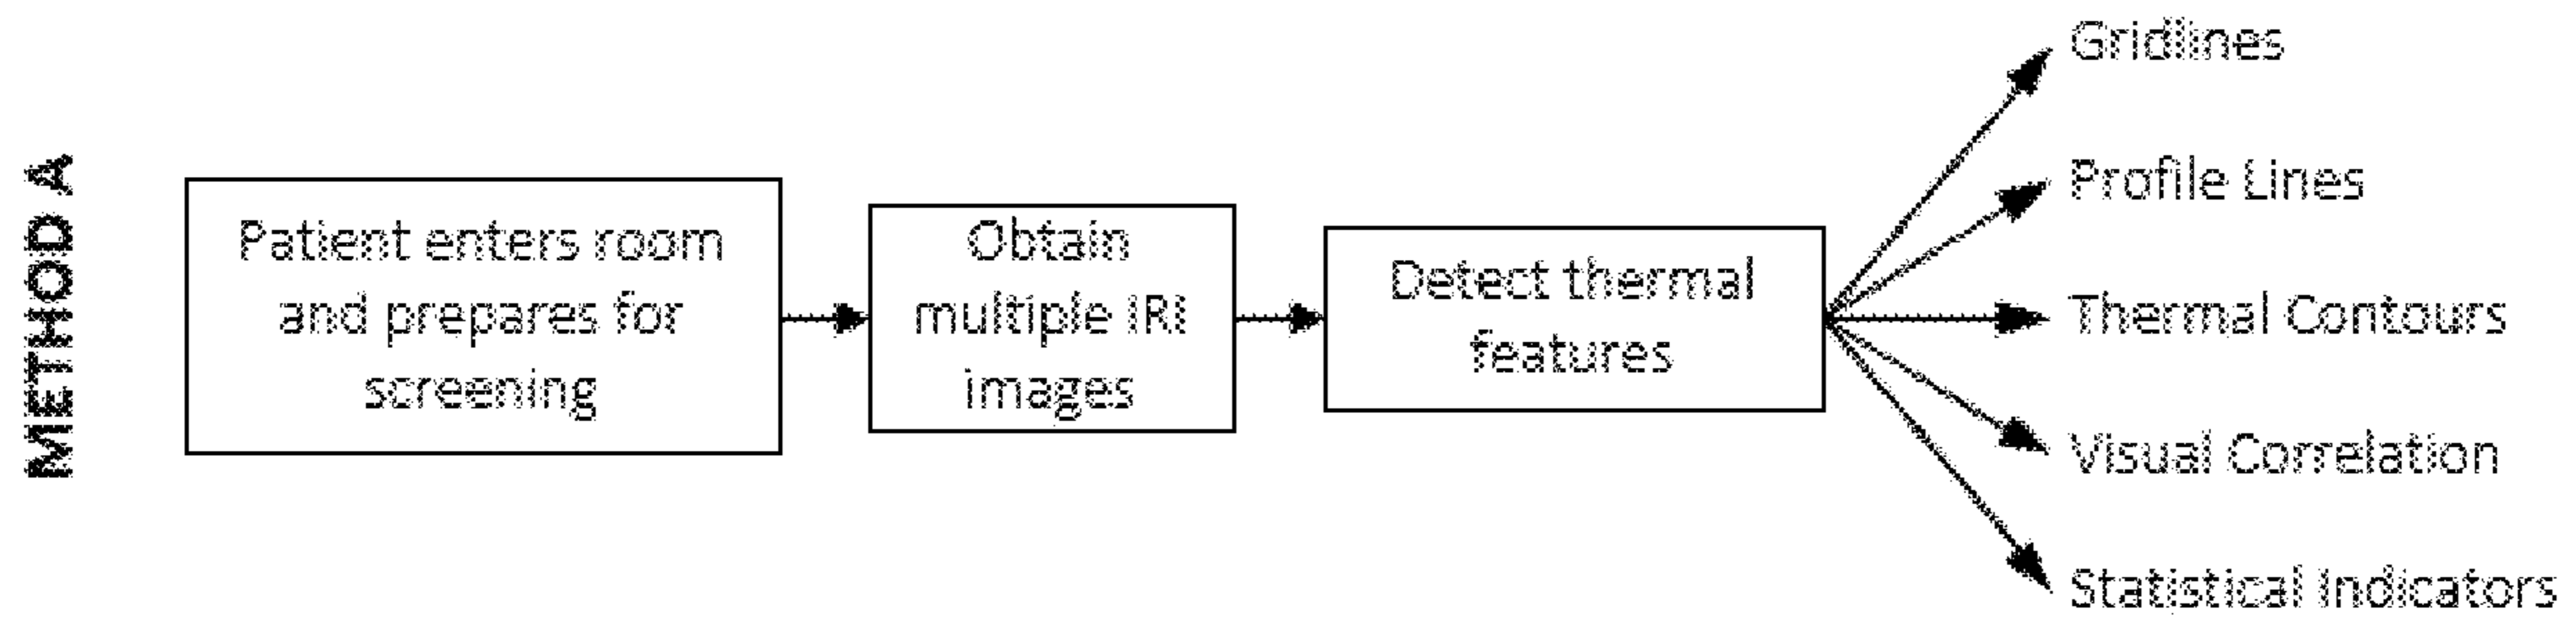 METHOD A
Patient enters room
and prepares for
screening
Obtain
multiple IRI
images
Detect thermal
features
Gridlines
Profile Lines
Thermal Contours
Visual Correlation
Statistical Indicators